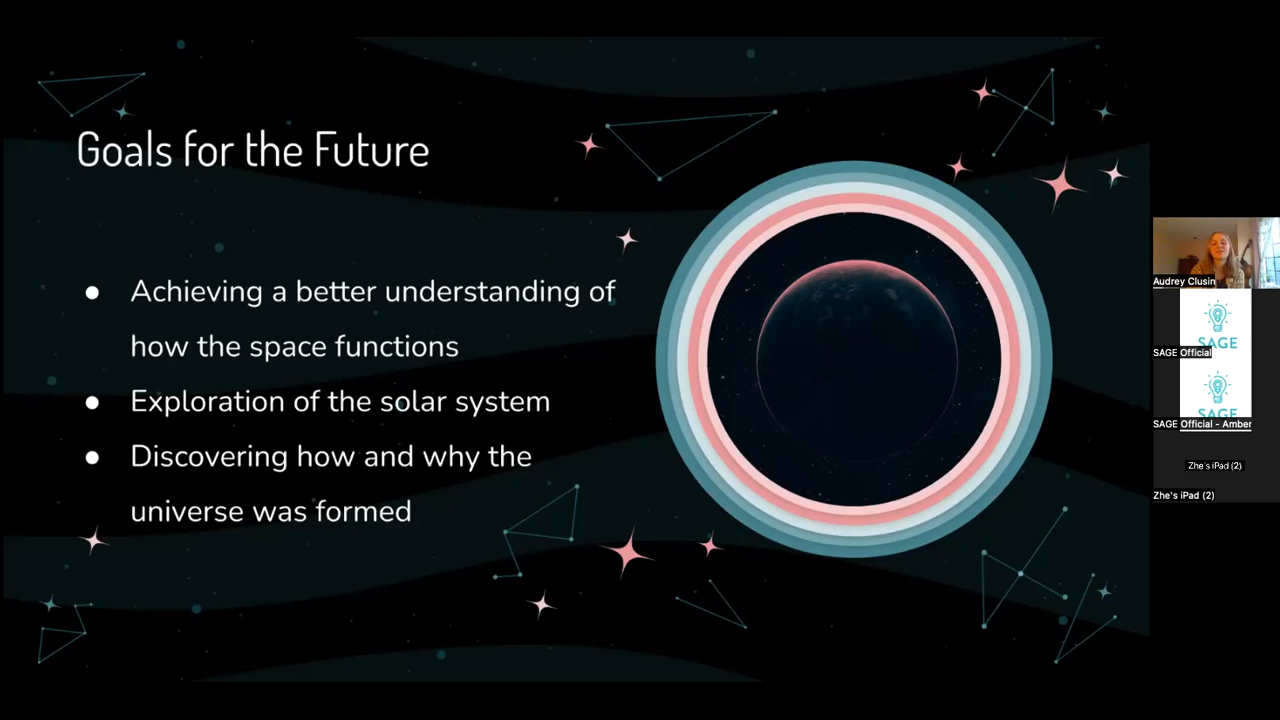 Goals for the Future
● Achieving a better understanding of
how the space functions
● Exploration of the solar system
● Discovering how and why the
universe was formed
Audrey Clusin
SAGE
SAGE Official
SAGE
SAGE Official - Amber
Zhe's iPad (2)
Zhe's iPad (2)